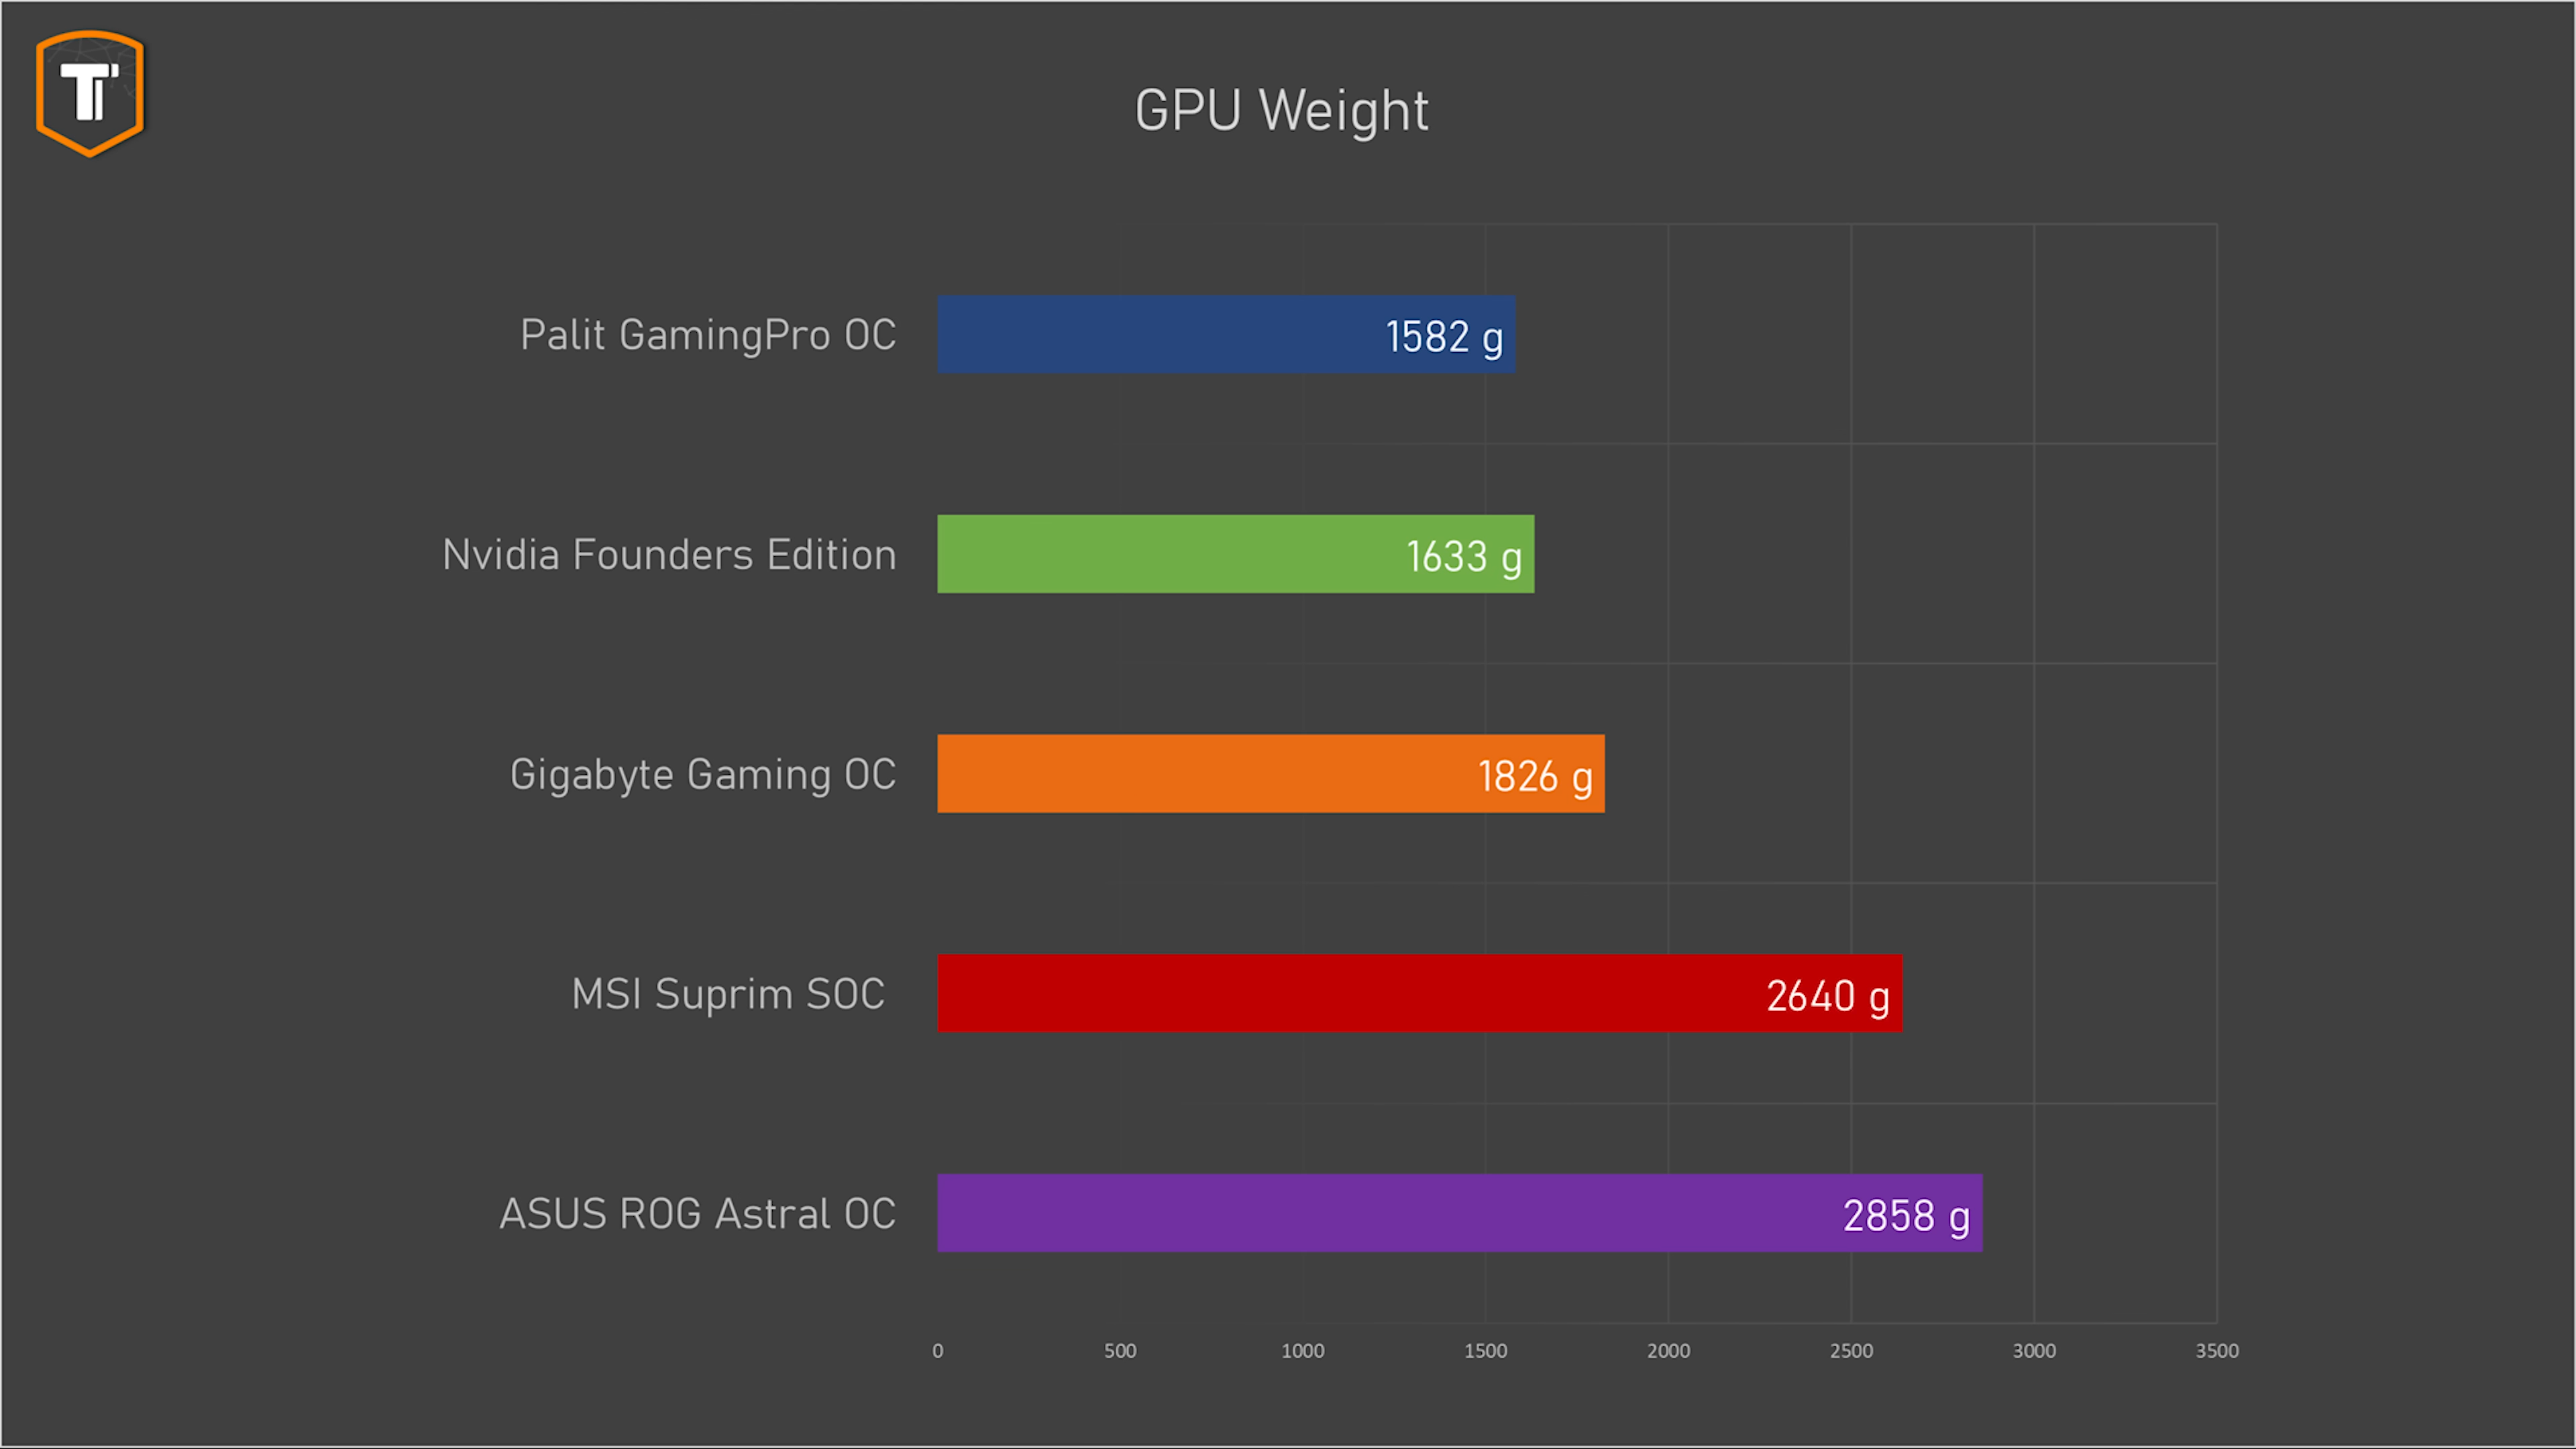 T
GPU Weight
Palit GamingPro OC
1582 g
Nvidia Founders Edition
1633 g
Gigabyte Gaming OC
1826 g
MSI Suprim SOC
2640 g
ASUS ROG Astral OC
2858 g
0 500 1000 1500 2000 2500 3000 3500